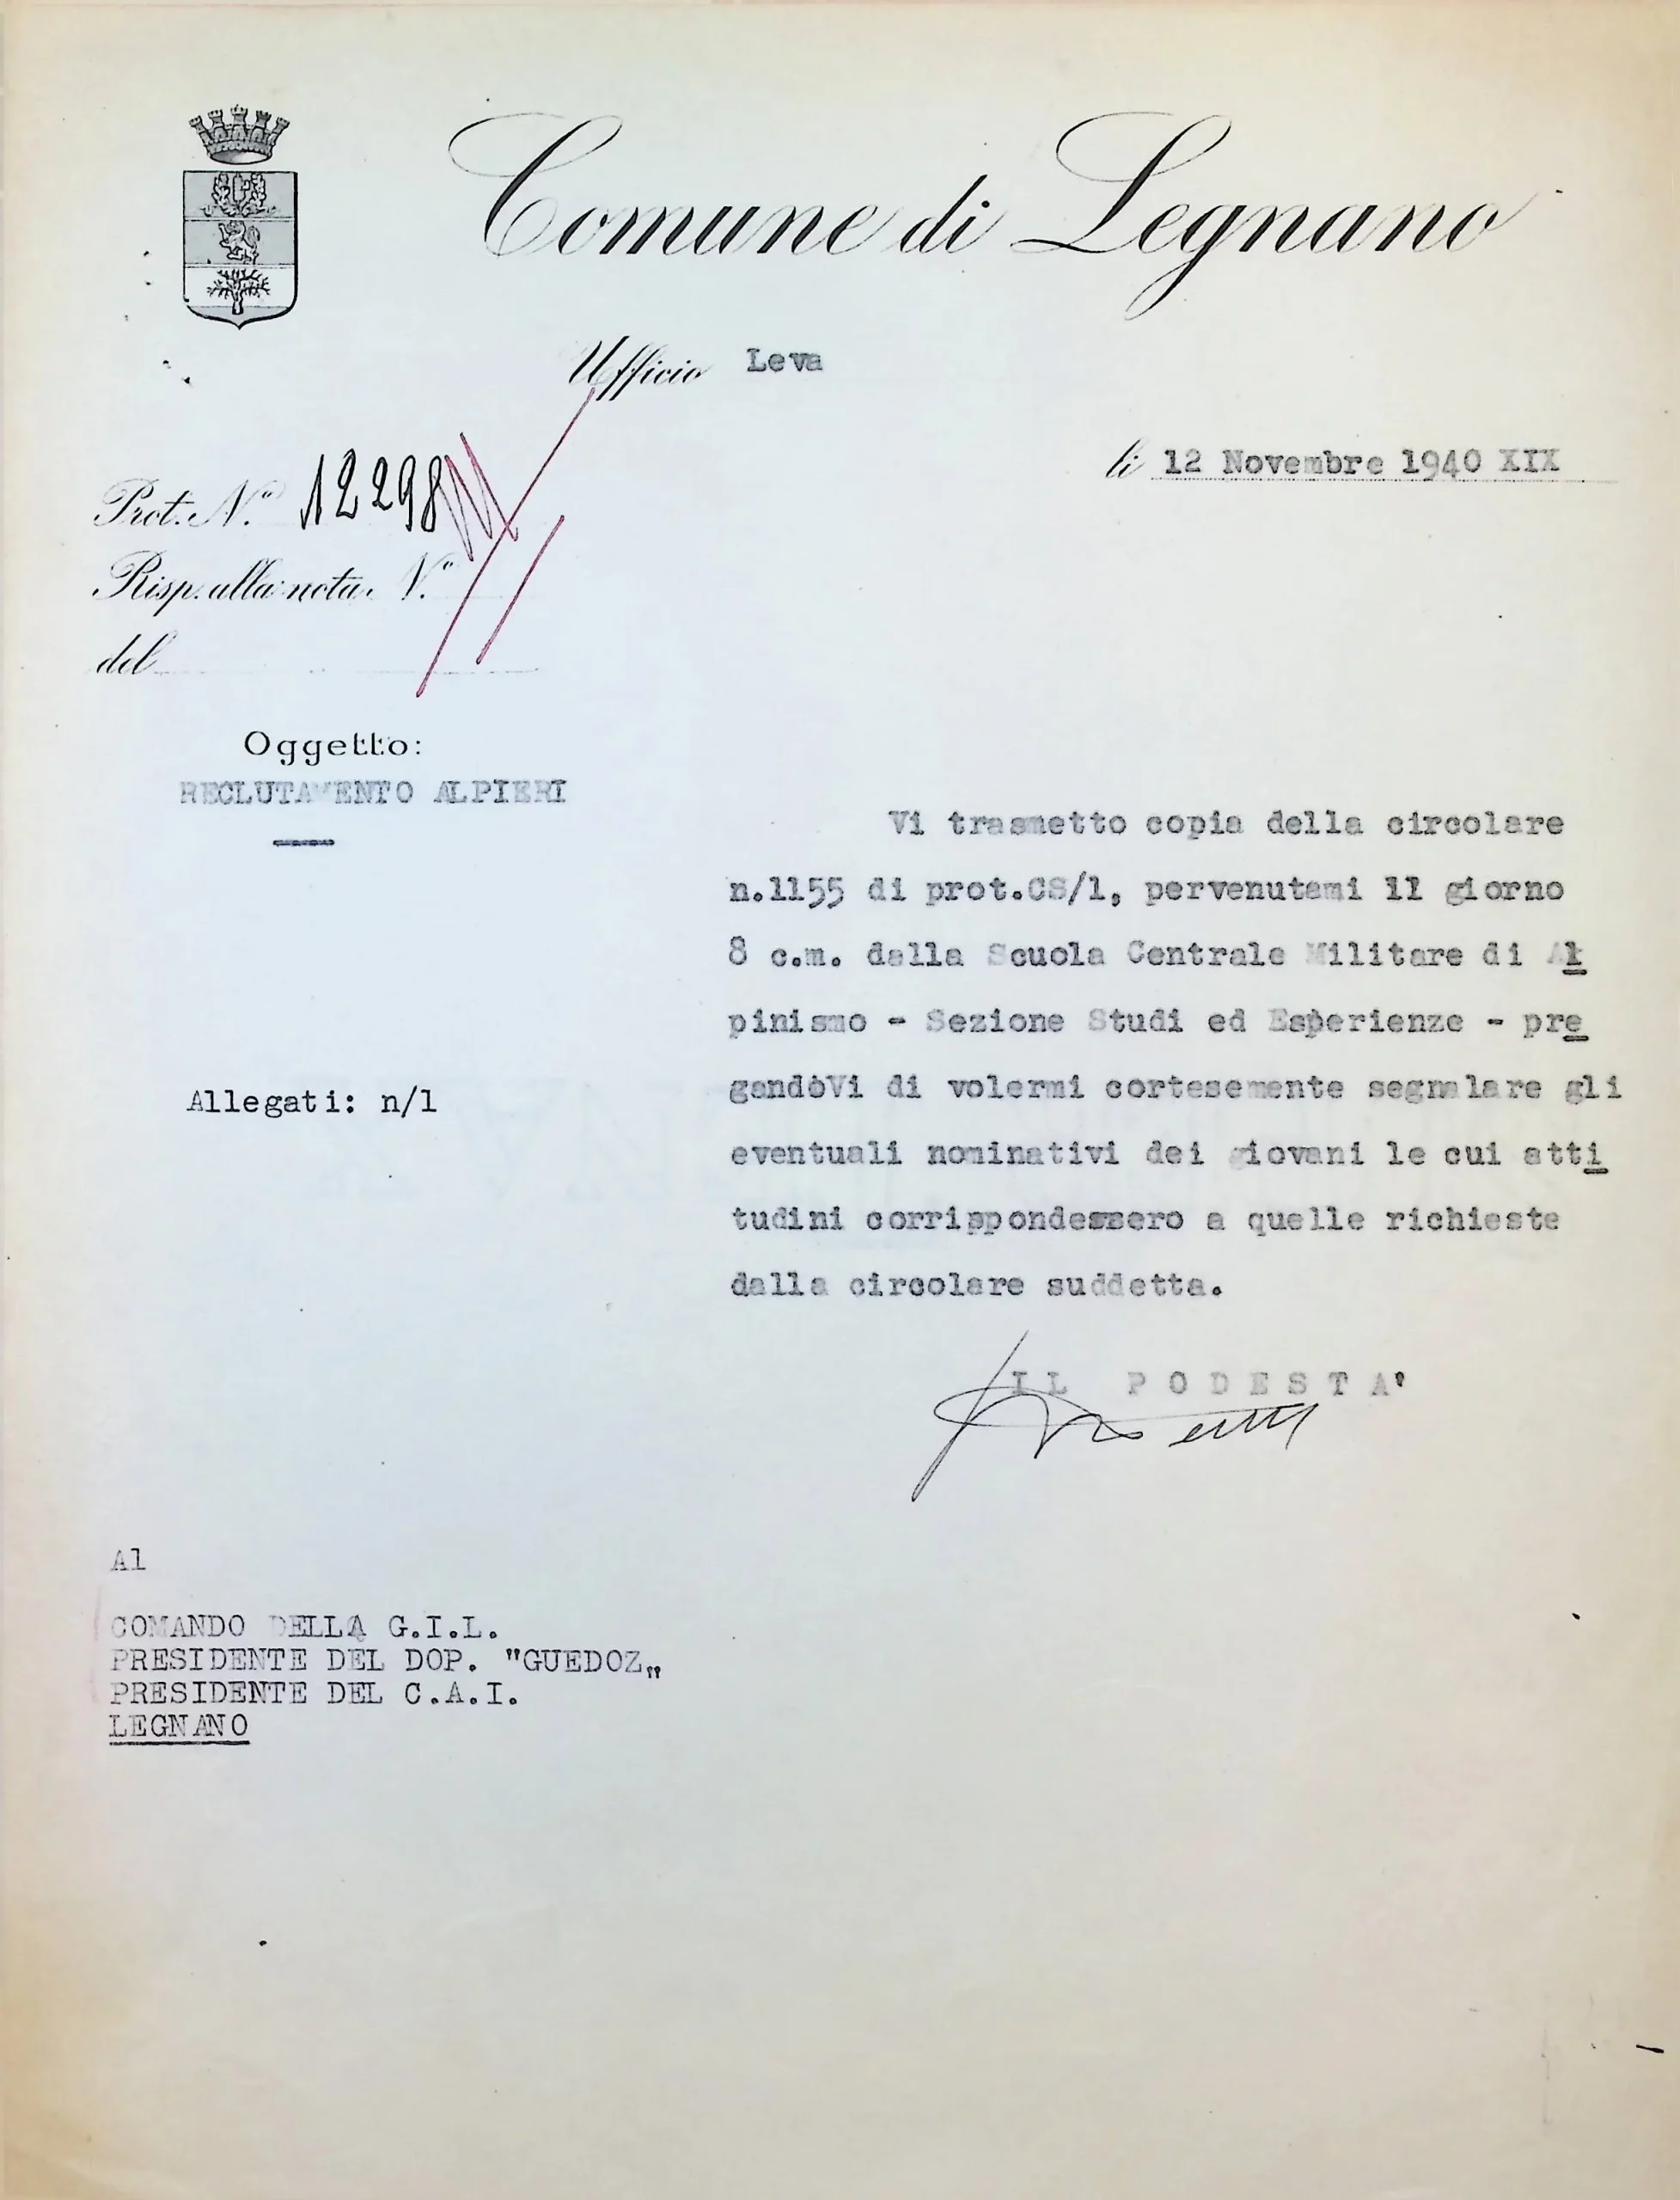 Comune di Legnano
Ufficio Leva
li 12 Novembre 1940 XIX
Prot. N.° 12298
Risp. alla nota N.°
del
Oggetto:
RECLUTAMENTO ALPIERI
Vi trasmetto copia della circolare
n.1155 di prot.CS/1, pervenutami il giorno
8 c.m. dalla Scuola Centrale Militare di Al
pinismo - Sezione Studi ed Esperienze - pre
gandoVi di volermi cortesemente segnalare gli
Allegati: n/1
eventuali nominativi dei giovani le cui atti
tudini corrispondessero a quelle richieste
dalla circolare suddetta.
IL PODESTA'
Al
COMANDO DELLA G.I.L.
PRESIDENTE DEL DOP. "GUEDOZ„
PRESIDENTE DEL C.A.I.
LEGNANO